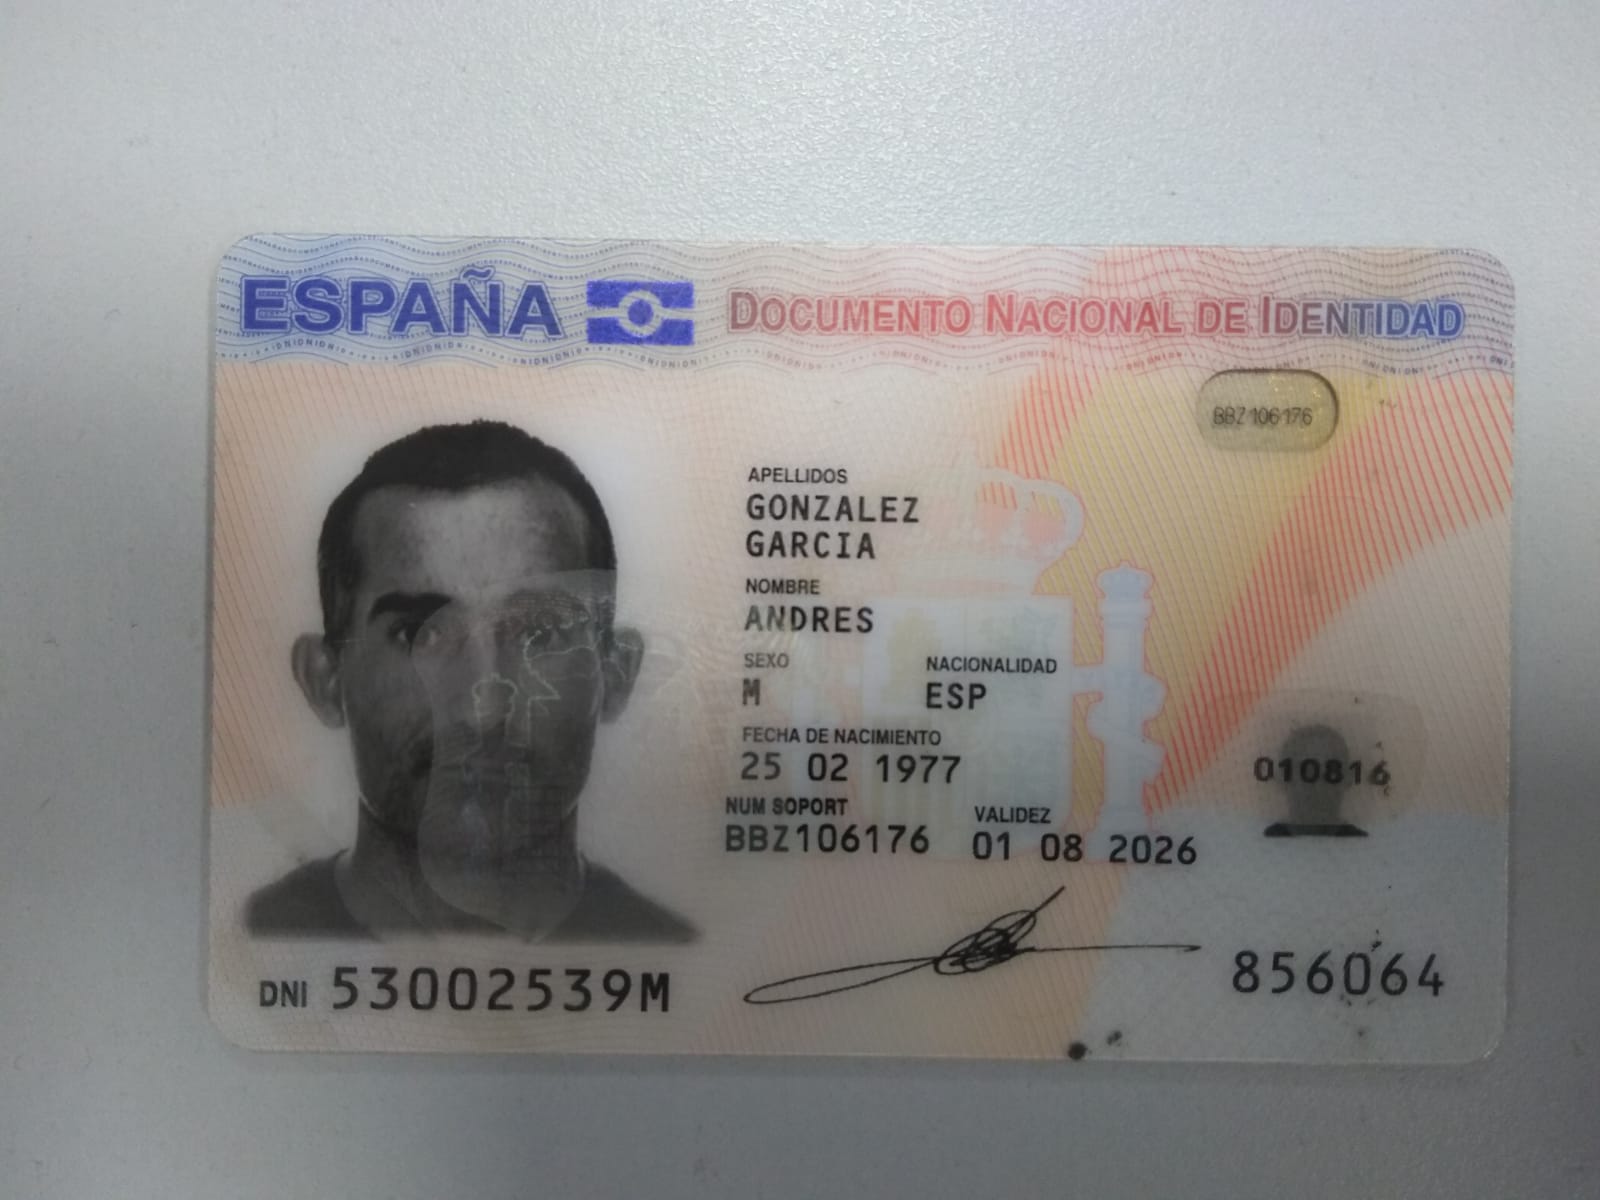 ESPAÑA
DOCUMENTO NACIONAL DE IDENTIDAD
BBZ106176
APELLIDOS
GONZALEZ
GARCIA
NOMBRE
ANDRES
SEXO NACIONALIDAD
M ESP
FECHA DE NACIMIENTO
25 02 1977
010816
NUM SOPORT VALIDEZ
BBZ106176 01 08 2026
DNI 53002539M
856064